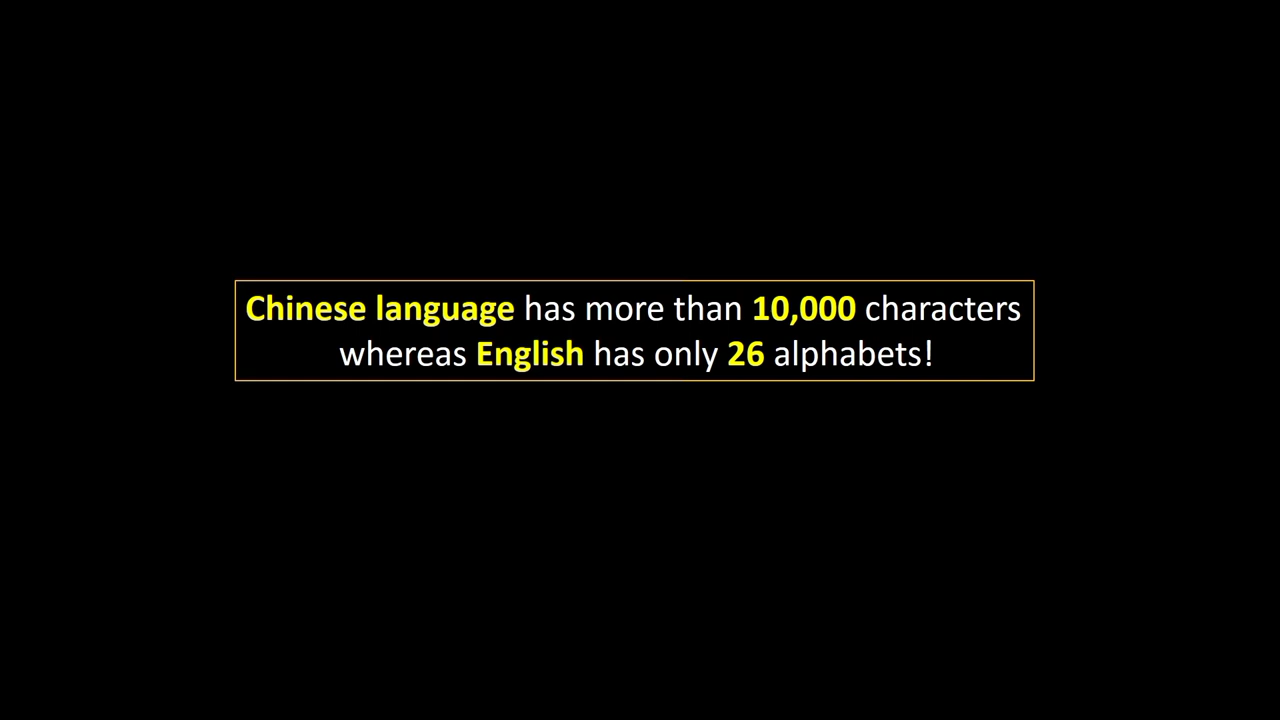 Chinese language has more than 10,000 characters
whereas English has only 26 alphabets!